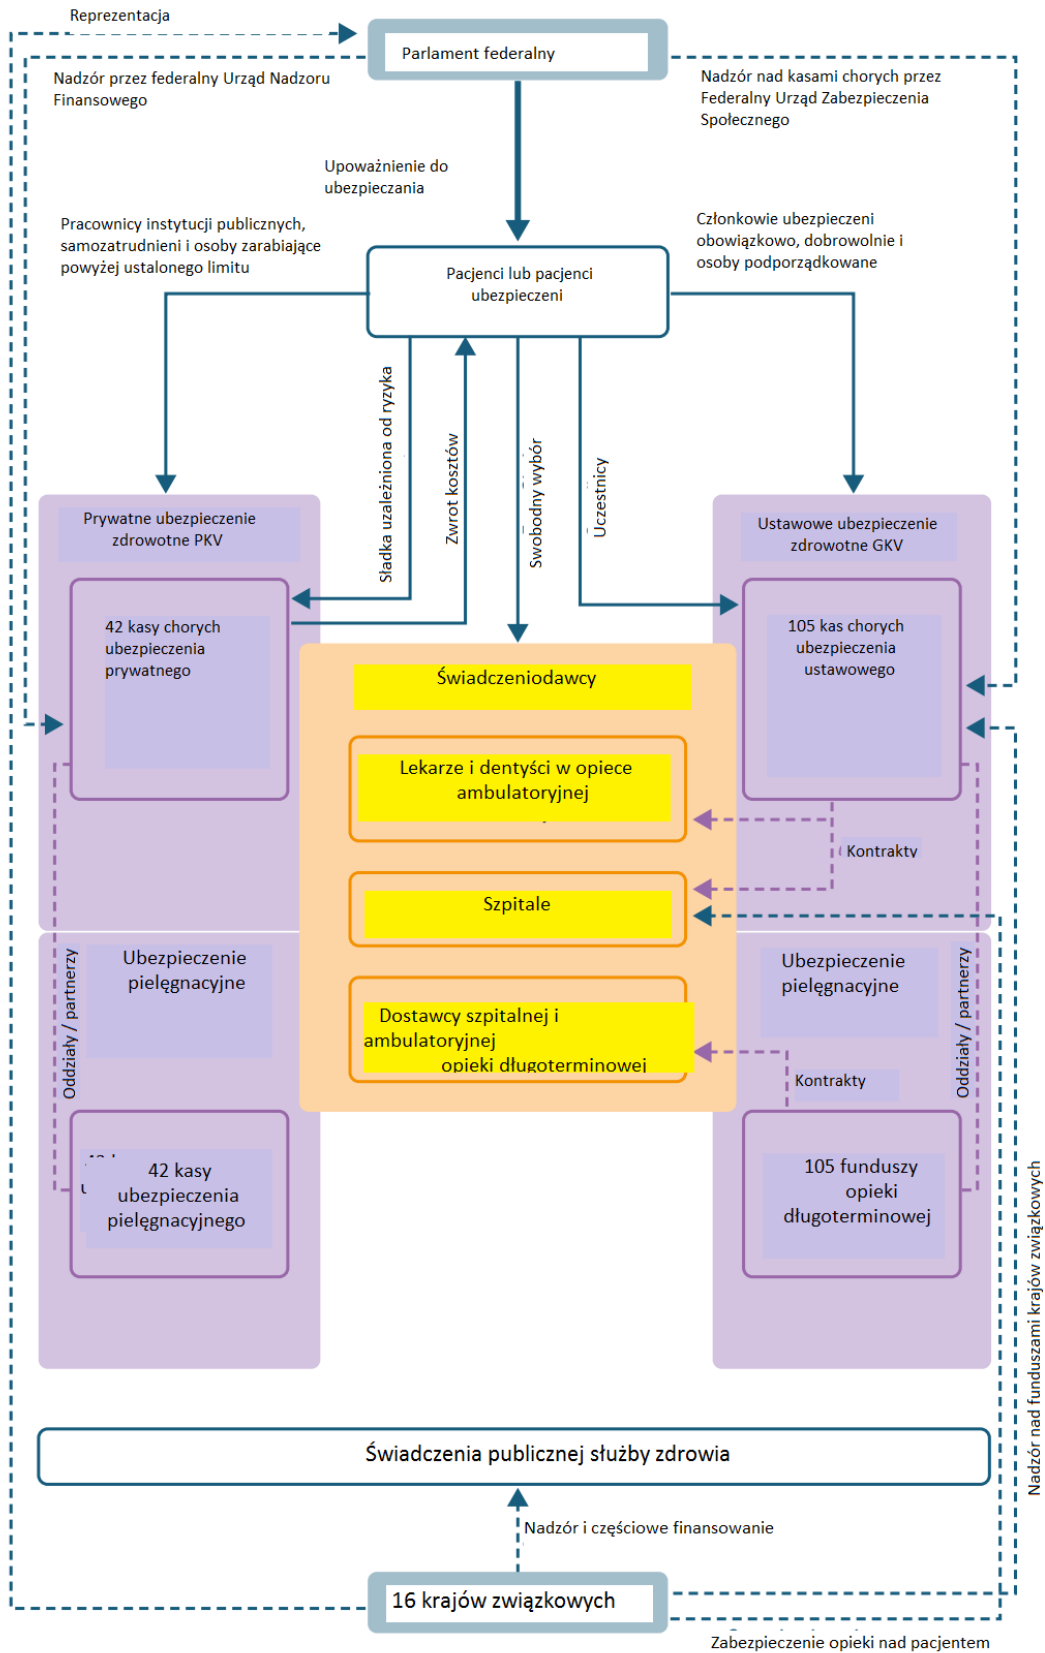 Reprezentacja
Parlament federalny
Nadzór przez federalny Urząd Nadzoru
Finansowego
Nadzór nad kasami chorych przez
Federalny Urząd Zabezpieczenia
Społecznego
Upoważnienie do
ubezpieczania
Pracownicy instytucji publicznych,
samozatrudnieni i osoby zarabiające
powyżej ustalonego limitu
Członkowie ubezpieczeni
obowiązkowo, dobrowolnie i
osoby podporządkowane
Pacjenci lub pacjenci
ubezpieczeni
Sładka uzależniona od ryzyka
Zwrot kosztów
Swobodny wybór
Uczestnicy
Prywatne ubezpieczenie
zdrowotne PKV
Ustawowe ubezpieczenie
zdrowotne GKV
42 kasy chorych
ubezpieczenia
prywatnego
105 kas chorych
ubezpieczenia
ustawowego
Świadczeniodawcy
Lekarze i dentyści w opiece
ambulatoryjnej
Kontrakty
Szpitale
Ubezpieczenie
pielęgnacyjne
Ubezpieczenie
pielęgnacyjne
Oddziały / partnerzy
Oddziały / partnerzy
Dostawcy szpitalnej i
ambulatoryjnej
opieki długoterminowej
Kontrakty
42 kasy
ubezpieczenia
pielęgnacyjnego
105 funduszy
opieki
długoterminowej
Nadzór nad funduszami krajów związkowych
Świadczenia publicznej służby zdrowia
Nadzór i częściowe finansowanie
16 krajów związkowych
Zabezpieczenie opieki nad pacjentem